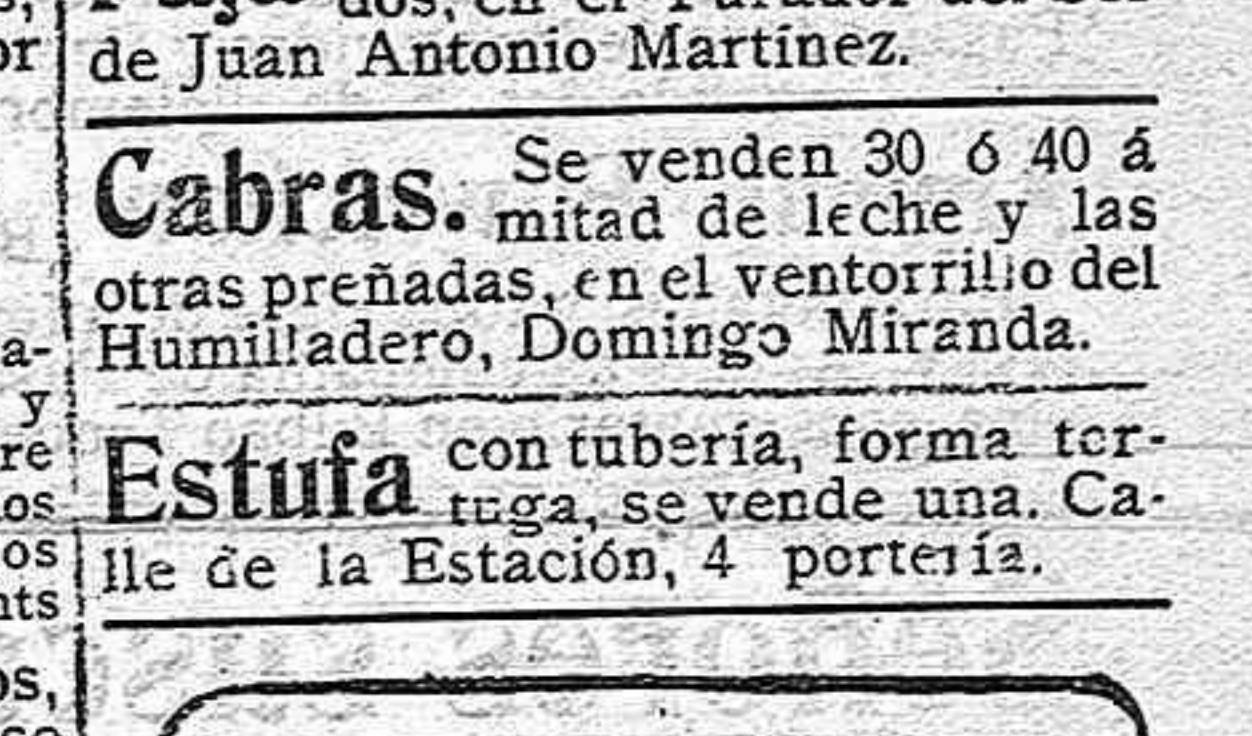 de Juan Antonio Martínez.
Cabras. Se venden 30 ó 40 á
mitad de leche y las
otras preñadas, en el ventorrillo del
Humilladero, Domingo Miranda.
Estufa con tubería, forma tor-
tuga, se vende una. Ca-
lle de la Estación, 4 portería.